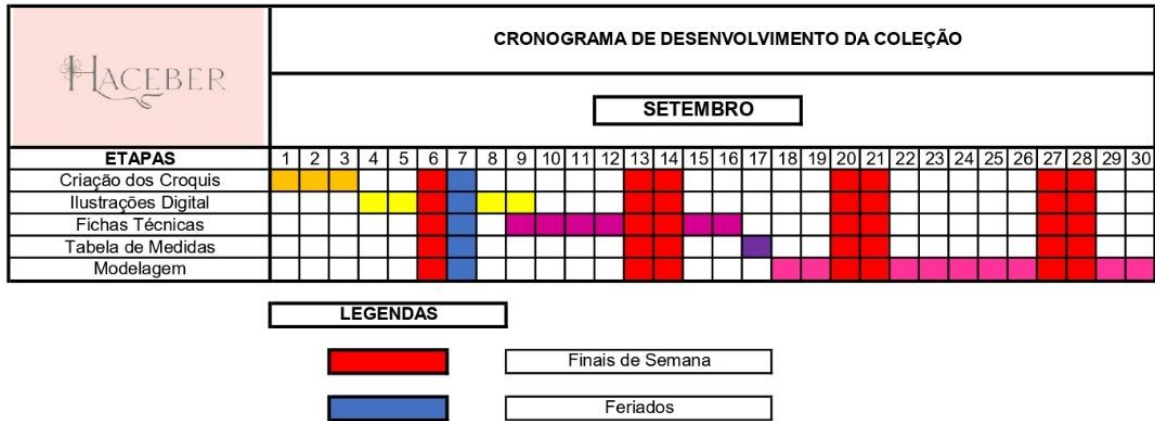 HACEBER
CRONOGRAMA DE DESENVOLVIMENTO DA COLEÇÃO
SETEMBRO
ETAPAS 1 2 3 4 5 6 7 8 9 10 11 12 13 14 15 16 17 18 19 20 21 22 23 24 25 26 27 28 29 30
Criação dos Croquis
Ilustrações Digital
Fichas Técnicas
Tabela de Medidas
Modelagem
LEGENDAS
Finais de Semana
Feriados